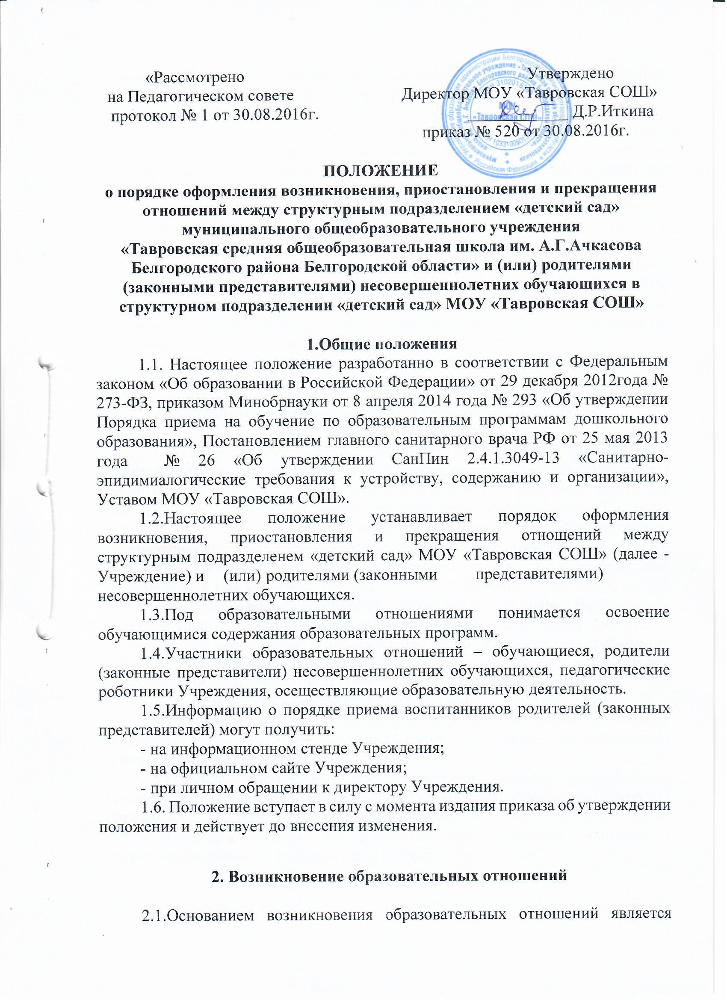 «Рассмотрено
на Педагогическом совете
протокол № 1 от 30.08.2016г.
Утверждено
Директор МОУ «Тавровская СОШ»
Д.Р.Иткина
приказ № 520 от 30.08.2016г.
МОУ
«Тавровская СОШ»
Российская Федерация
ПОЛОЖЕНИЕ
о порядке оформления возникновения, приостановления и прекращения
отношений между структурным подразделением «детский сад»
муниципального общеобразовательного учреждения
«Тавровская средняя общеобразовательная школа им. А.Г.Ачкасова
Белгородского района Белгородской области» и (или) родителями
(законными представителями) несовершеннолетних обучающихся в
структурном подразделении «детский сад» МОУ «Тавровская СОШ»
1.Общие положения
1.1. Настоящее положение разработанно в соответствии с Федеральным
законом «Об образовании в Российской Федерации» от 29 декабря 2012года №
273-ФЗ, приказом Минобрнауки от 8 апреля 2014 года № 293 «Об утверждении
Порядка приема на обучение по образовательным программам дошкольного
образования», Постановлением главного санитарного врача РФ от 25 мая 2013
года № 26 «Об утверждении СанПин 2.4.1.3049-13 «Санитарно-
эпидимиалогические требования к устройству, содержанию и организации»,
Уставом МОУ «Тавровская СОШ».
1.2.Настоящее положение устанавливает порядок оформления
возникновения, приостановления и прекращения отнощений между
структурным подразделенем «детский сад» МОУ «Тавровская СОШ» (далее -
Учреждение) и (или) родителями (законными представителями)
несовершеннолетних обучающихся.
1.3.Под образовательными отношениями понимается освоение
обучающимися содержания образовательных программ.
1.4.Участники образовательных отношений – обучающиеся, родители
(законные представители) несовершеннолетних обучающихся, педагогические
роботники Учреждения, осеществляющие образовательную деятельность.
1.5.Информацию о порядке приема воспитанников родителей (законных
представителей) могут получить:
- на информационном стенде Учреждения;
- на официальном сайте Учреждения;
- при личном обращении к директору Учреждения.
1.6. Положение вступает в силу с момента издания приказа об утверждении
положения и действует до внесения изменения.
2. Возникновение образовательных отношений
2.1.Основанием возникновения образовательных отношений является